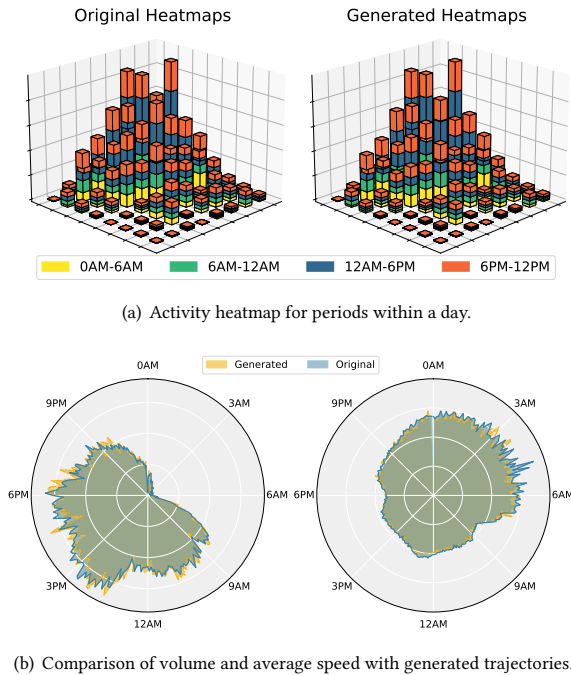 Original Heatmaps
Generated Heatmaps
0AM-6AM
6AM-12AM
12AM-6PM
6PM-12PM
(a) Activity heatmap for periods within a day.
Generated
Original
0AM
0AM
9PM
3AM
9PM
3AM
6PM
6AM
6PM
6AM
3PM
9AM
3PM
9AM
12AM
12AM
(b) Comparison of volume and average speed with generated trajectories.